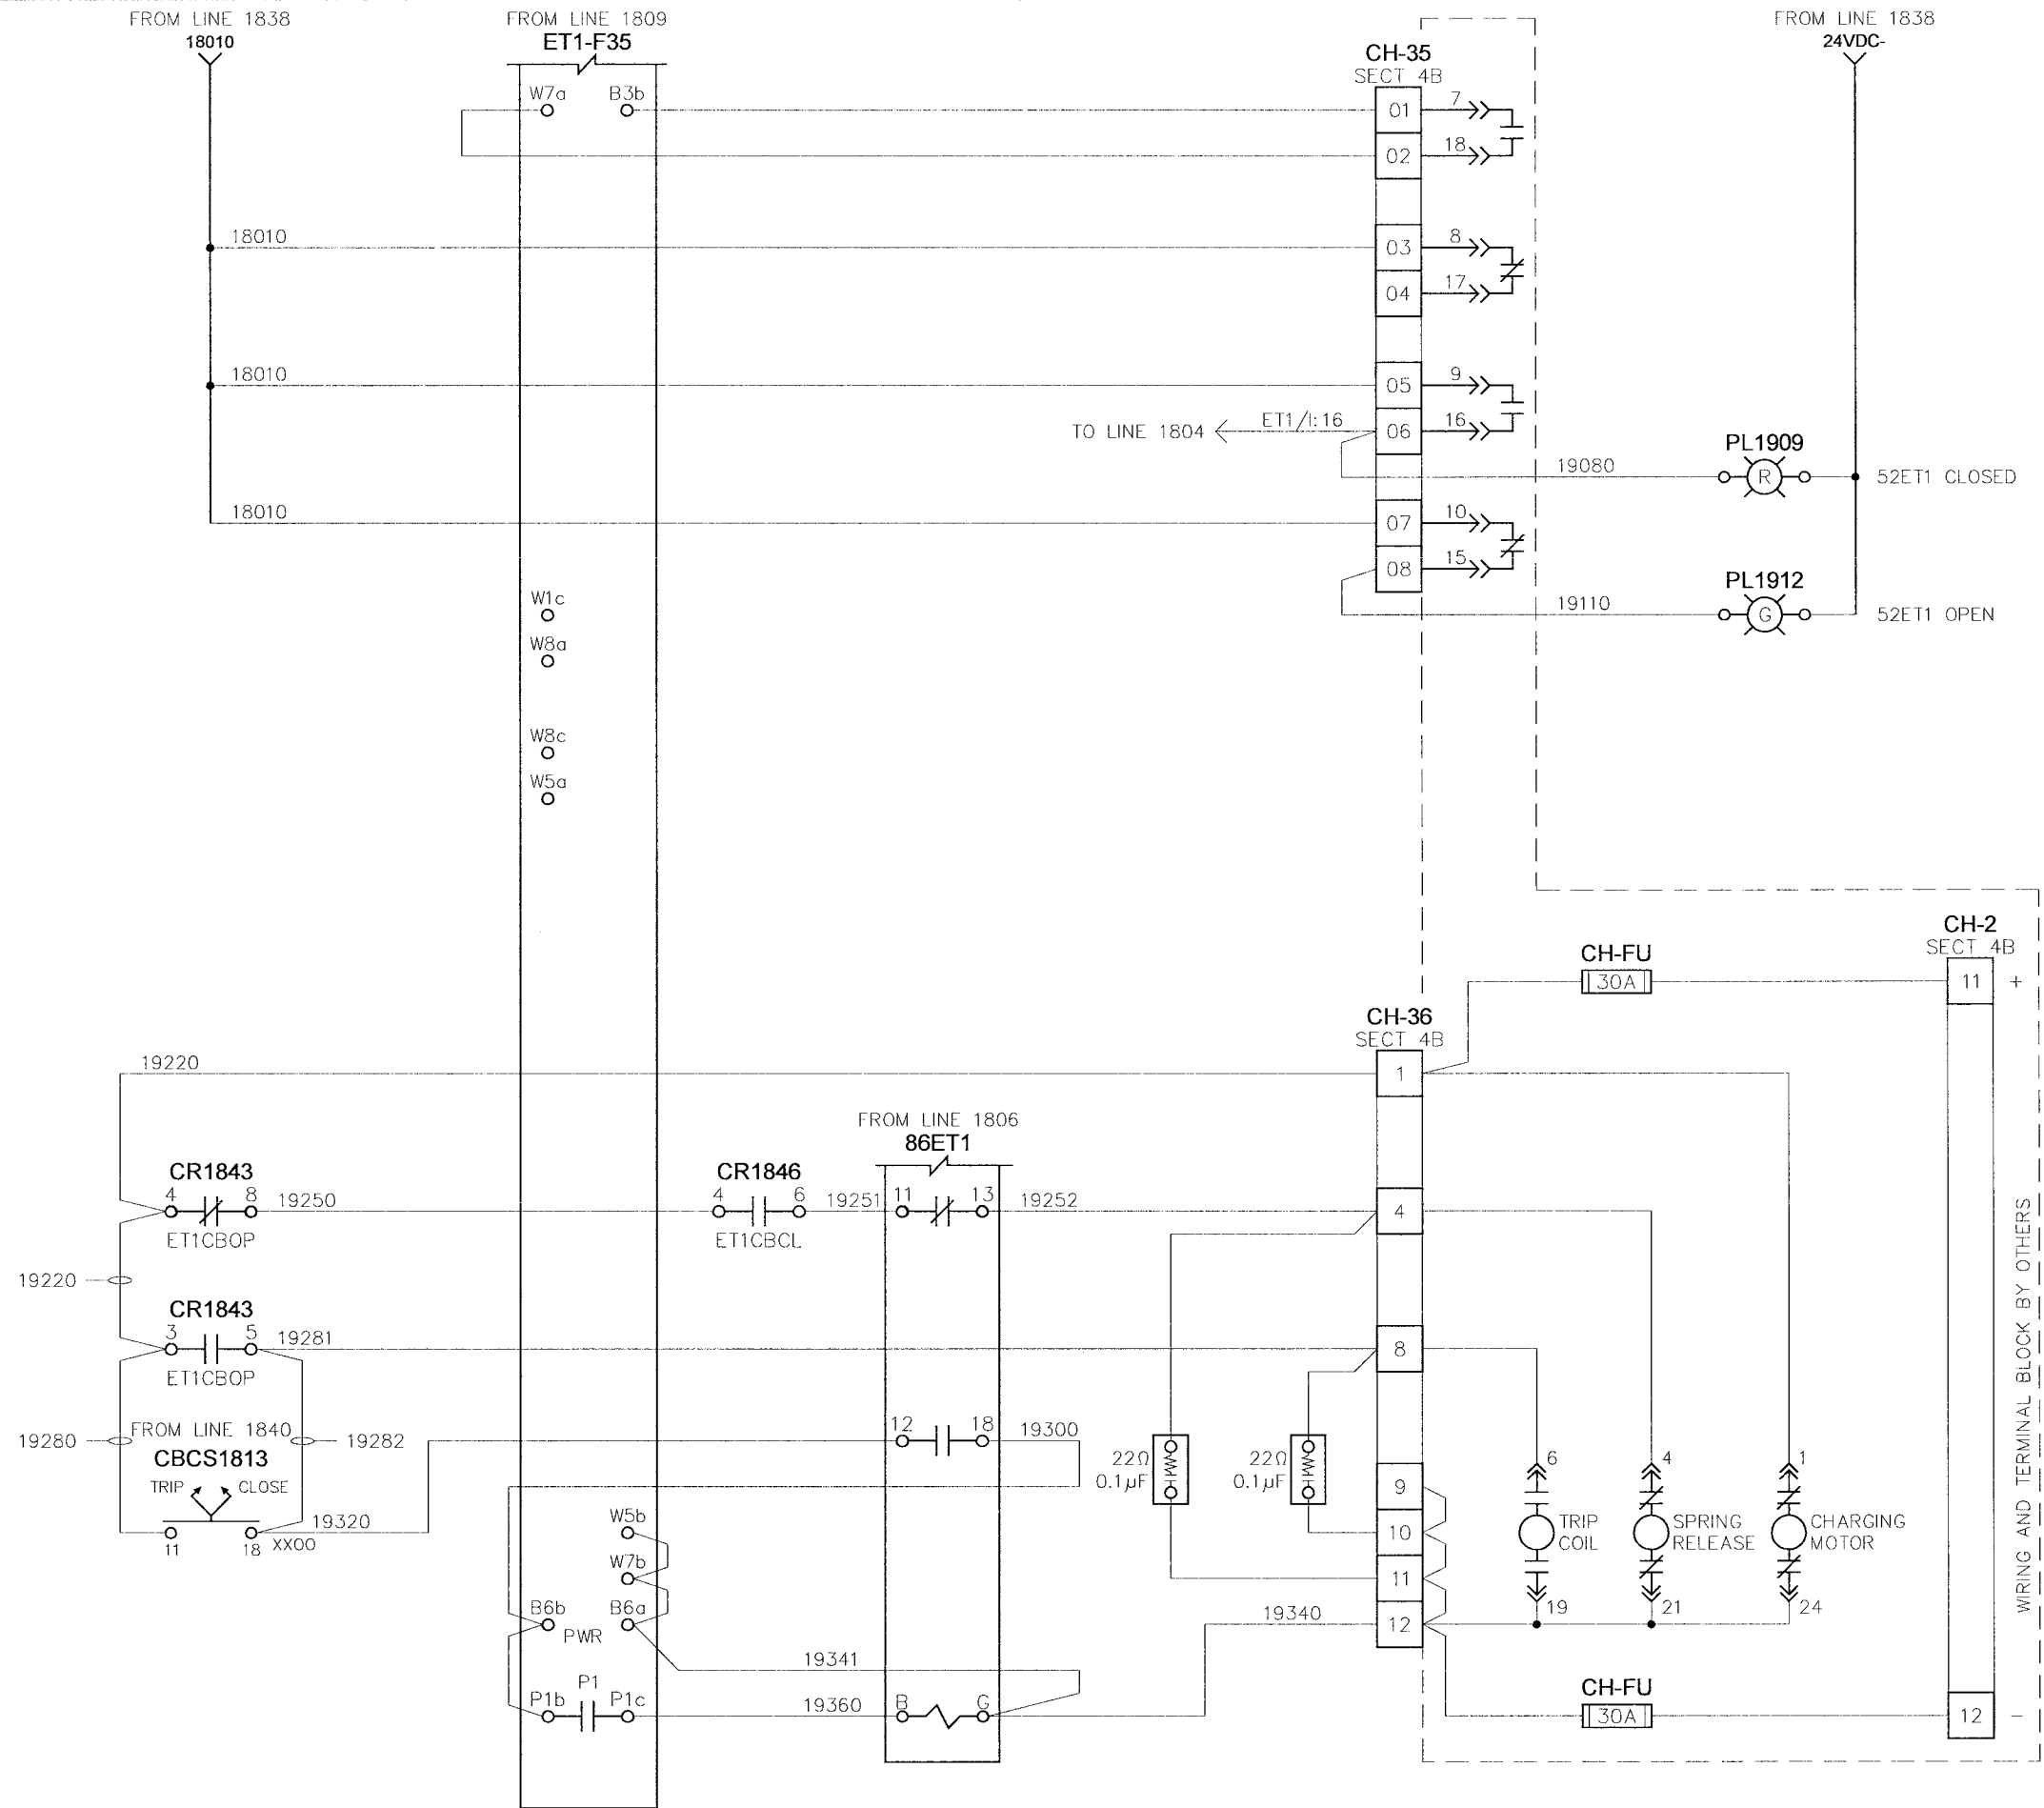 FROM LINE 1838
18010
FROM LINE 1809
ET1-F35
FROM LINE 1838
24VDC-
CH-35
SECT 4B
W7a
B3b
01
7
02
18
18010
03
8
04
17
18010
05
9
TO LINE 1804
ET1/I:16
06
16
PL1909
19080
R
52ET1 CLOSED
18010
07
10
08
15
PL1912
19110
G
52ET1 OPEN
W1c
W8a
W8c
W5a
CH-2
SECT 4B
CH-FU
30A
11
+
CH-36
SECT 4B
19220
1
FROM LINE 1806
86ET1
CR1843
4
8
19250
ET1CBOP
CR1846
4
6
19251
ET1CBCL
11
13
19252
4
19220
CR1843
3
5
19281
ET1CBOP
8
19280
FROM LINE 1840
19282
CBCS1813
TRIP
CLOSE
11
18
XX00
19320
12
18
19300
22Ω
0.1µF
22Ω
0.1µF
9
10
11
12
6
4
1
TRIP
COIL
SPRING
RELEASE
CHARGING
MOTOR
19
21
24
W5b
W7b
B6b
PWR
B6a
19340
19341
P1
P1b
P1c
19360
B
G
CH-FU
30A
12
-
WIRING AND TERMINAL BLOCK BY OTHERS